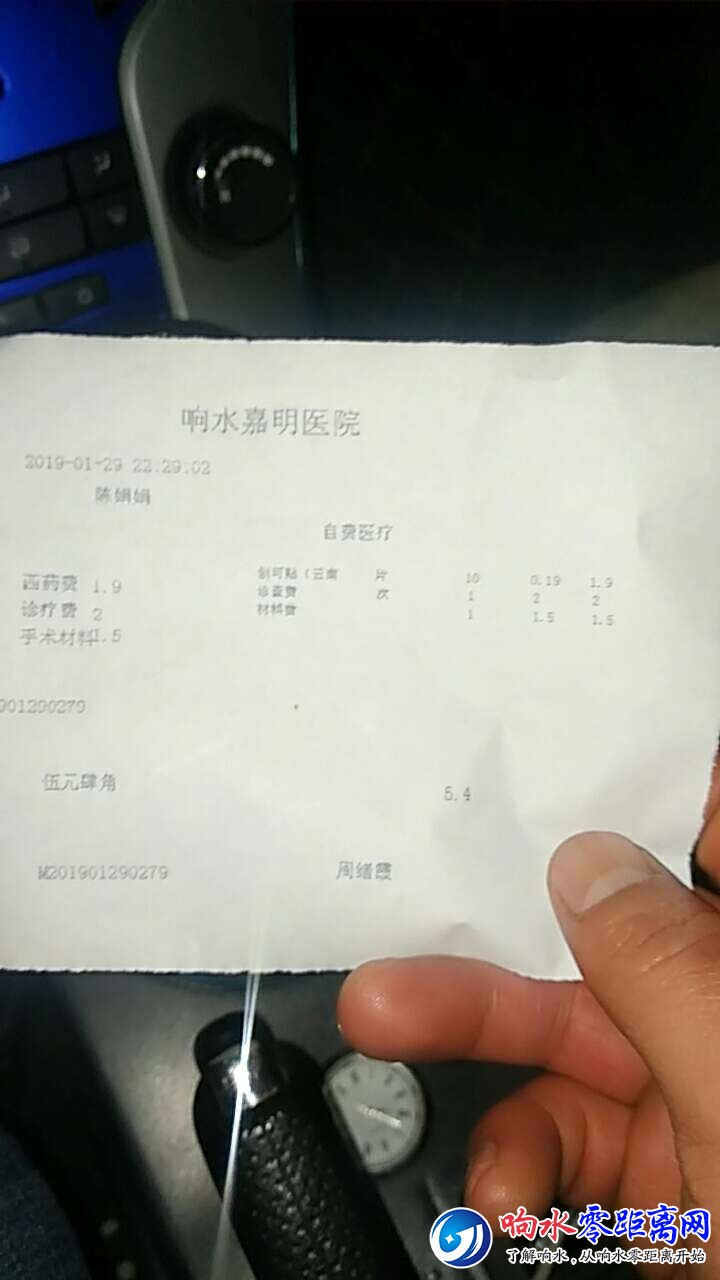 响水嘉明医院
2019-01-29 22:29:02
陈娟娟
自费医疗
西药费 1.9 创可贴（云南 片 10 0.19 1.9
诊疗费 2 诊查费 次 1 2 2
手术材料1.5 材料费 1 1.5 1.5
901290279
伍元肆角 5.4
M201901290279 周绪霞
响水零距离网
了解响水，从响水零距离开始